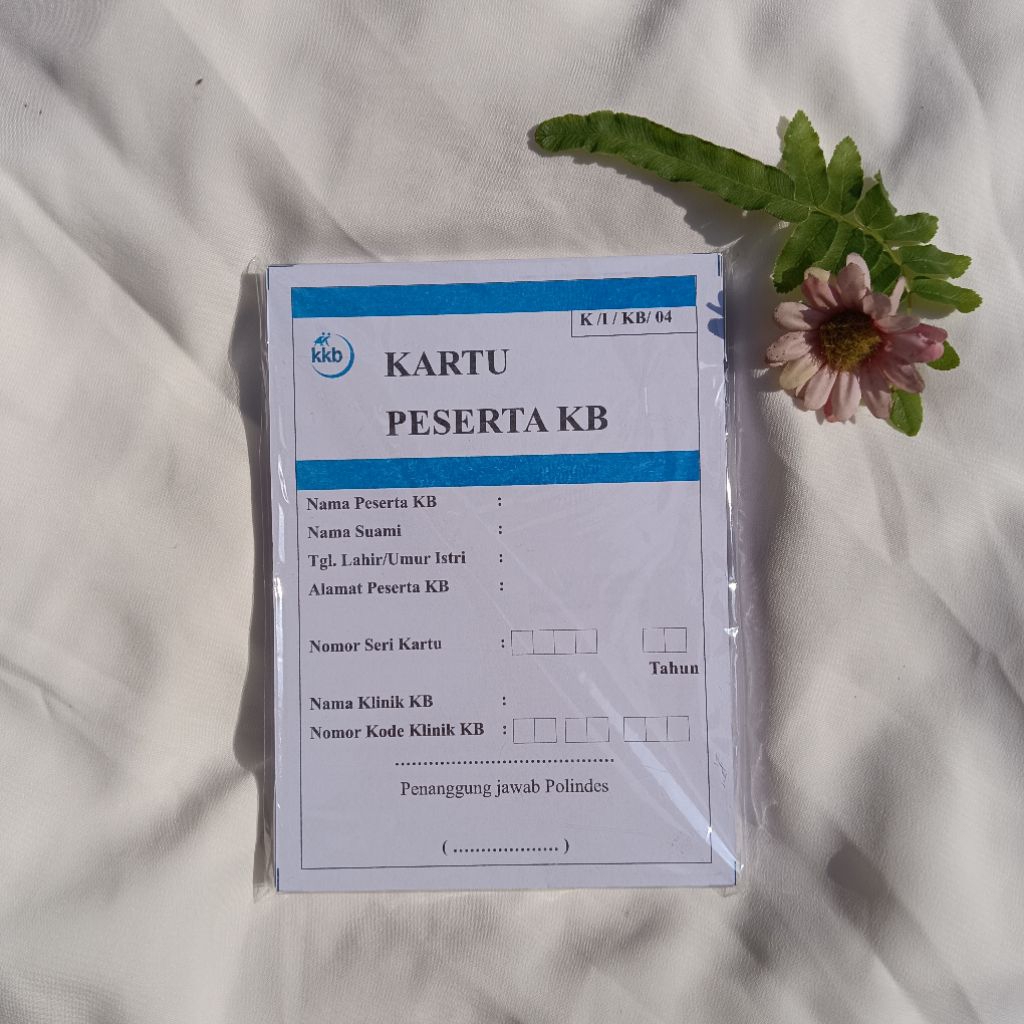 K /I / KB/ 04
kkb
KARTU
PESERTA KB
Nama Peserta KB :
Nama Suami :
Tgl. Lahir/Umur Istri :
Alamat Peserta KB :
Nomor Seri Kartu :
Tahun
Nama Klinik KB :
Nomor Kode Klinik KB :
.......................................
Penanggung jawab Polindes
( ................... )